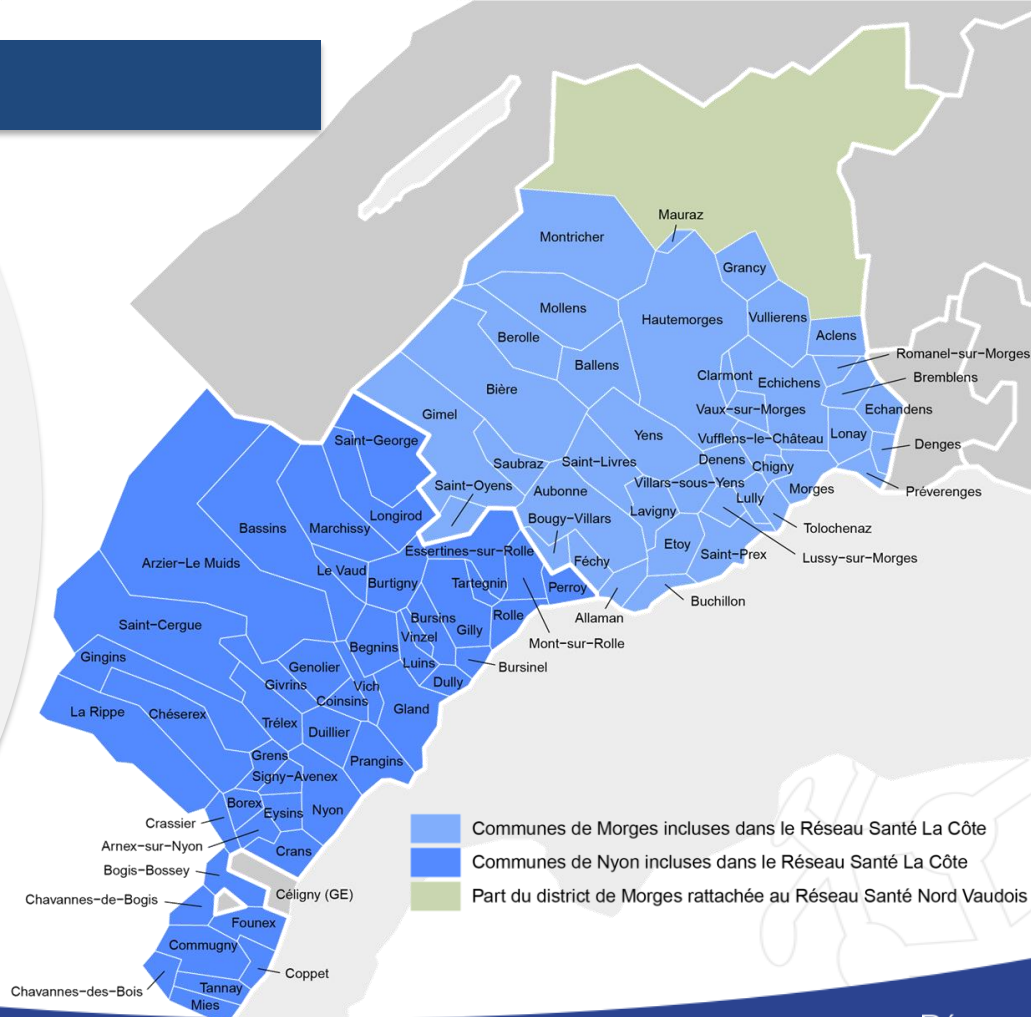 Mauraz
Montricher
Grancy
Mollens
Hautemorges
Vullierens
Berolle
Aclens
Romanel-sur-Morges
Ballens
Clarmont
Bremblens
Echichens
Bière
Vaux-sur-Morges
Echandens
Gimel
Yens
Lonay
Saint-George
Vufflens-le-Château
Denges
Saubraz
Saint-Livres
Denens
Chigny
Saint-Oyens
Villars-sous-Yens
Aubonne
Morges
Préverenges
Lully
Longirod
Bougy-Villars
Lavigny
Bassins
Marchissy
Tolochenaz
Etoy
Essertines-sur-Rolle
Saint-Prex
Lussy-sur-Morges
Arzier-Le Muids
Féchy
Le Vaud
Burtigny
Tartegnin
Perroy
Buchillon
Allaman
Saint-Cergue
Bursins
Rolle
Gilly
Vinzel
Mont-sur-Rolle
Begnins
Gingins
Luins
Genolier
Bursinel
Givrins
Vich
Dully
Coinsins
La Rippe
Chéserex
Gland
Trélex
Duillier
Grens
Prangins
Signy-Avenex
Borex
Nyon
Eysins
Crassier
Arnex-sur-Nyon
Crans
Bogis-Bossey
Céligny (GE)
Chavannes-de-Bogis
Founex
Commugny
Coppet
Tannay
Chavannes-des-Bois
Mies
Communes de Morges incluses dans le Réseau Santé La Côte
Communes de Nyon incluses dans le Réseau Santé La Côte
Part du district de Morges rattachée au Réseau Santé Nord Vaudois